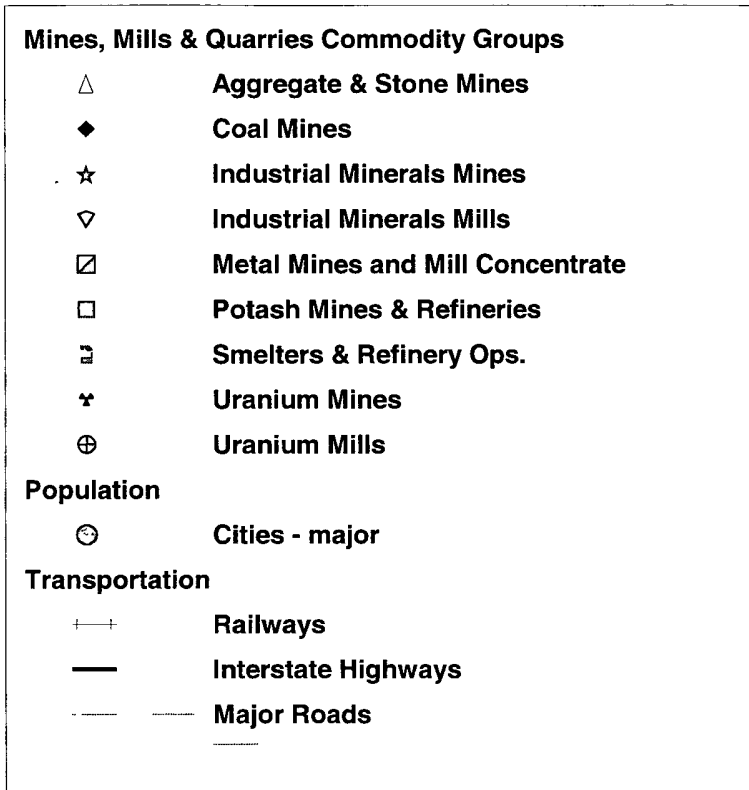 Mines, Mills & Quarries Commodity Groups
Aggregate & Stone Mines
Coal Mines
Industrial Minerals Mines
Industrial Minerals Mills
Metal Mines and Mill Concentrate
Potash Mines & Refineries
Smelters & Refinery Ops.
Uranium Mines
Uranium Mills
Population
Cities - major
Transportation
Railways
Interstate Highways
Major Roads